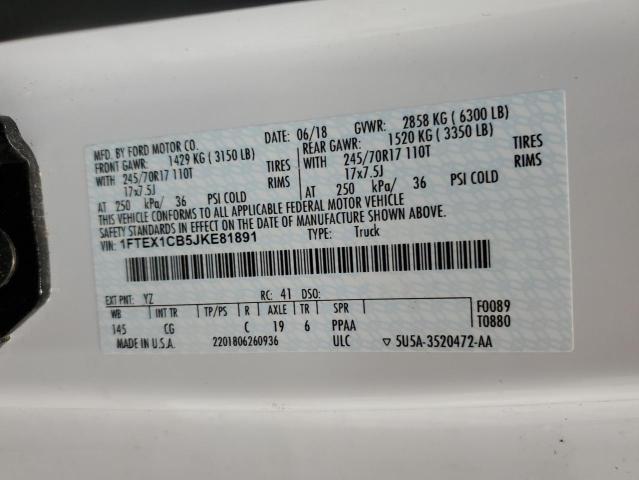 MFD. BY FORD MOTOR CO.
DATE: 06/18 GVWR: 2858 KG ( 6300 LB)
FRONT GAWR: 1429 KG ( 3150 LB)
REAR GAWR: 1520 KG ( 3350 LB)
WITH 245/70R17 110T TIRES
WITH 245/70R17 110T TIRES
17x7.5J RIMS
17x7.5J RIMS
AT 250 kPa/ 36 PSI COLD
AT 250 kPa/ 36 PSI COLD
THIS VEHICLE CONFORMS TO ALL APPLICABLE FEDERAL MOTOR VEHICLE
SAFETY STANDARDS IN EFFECT ON THE DATE OF MANUFACTURE SHOWN ABOVE.
VIN: 1FTEX1CB5JKE81891 TYPE: Truck
EXT PNT: YZ RC: 41 DSO:
WB INT TR TP/PS R AXLE TR SPR
145 CG C 19 6 PPAA
F0089
T0880
MADE IN U.S.A. 2201806260936 ULC ▽ 5U5A-3520472-AA